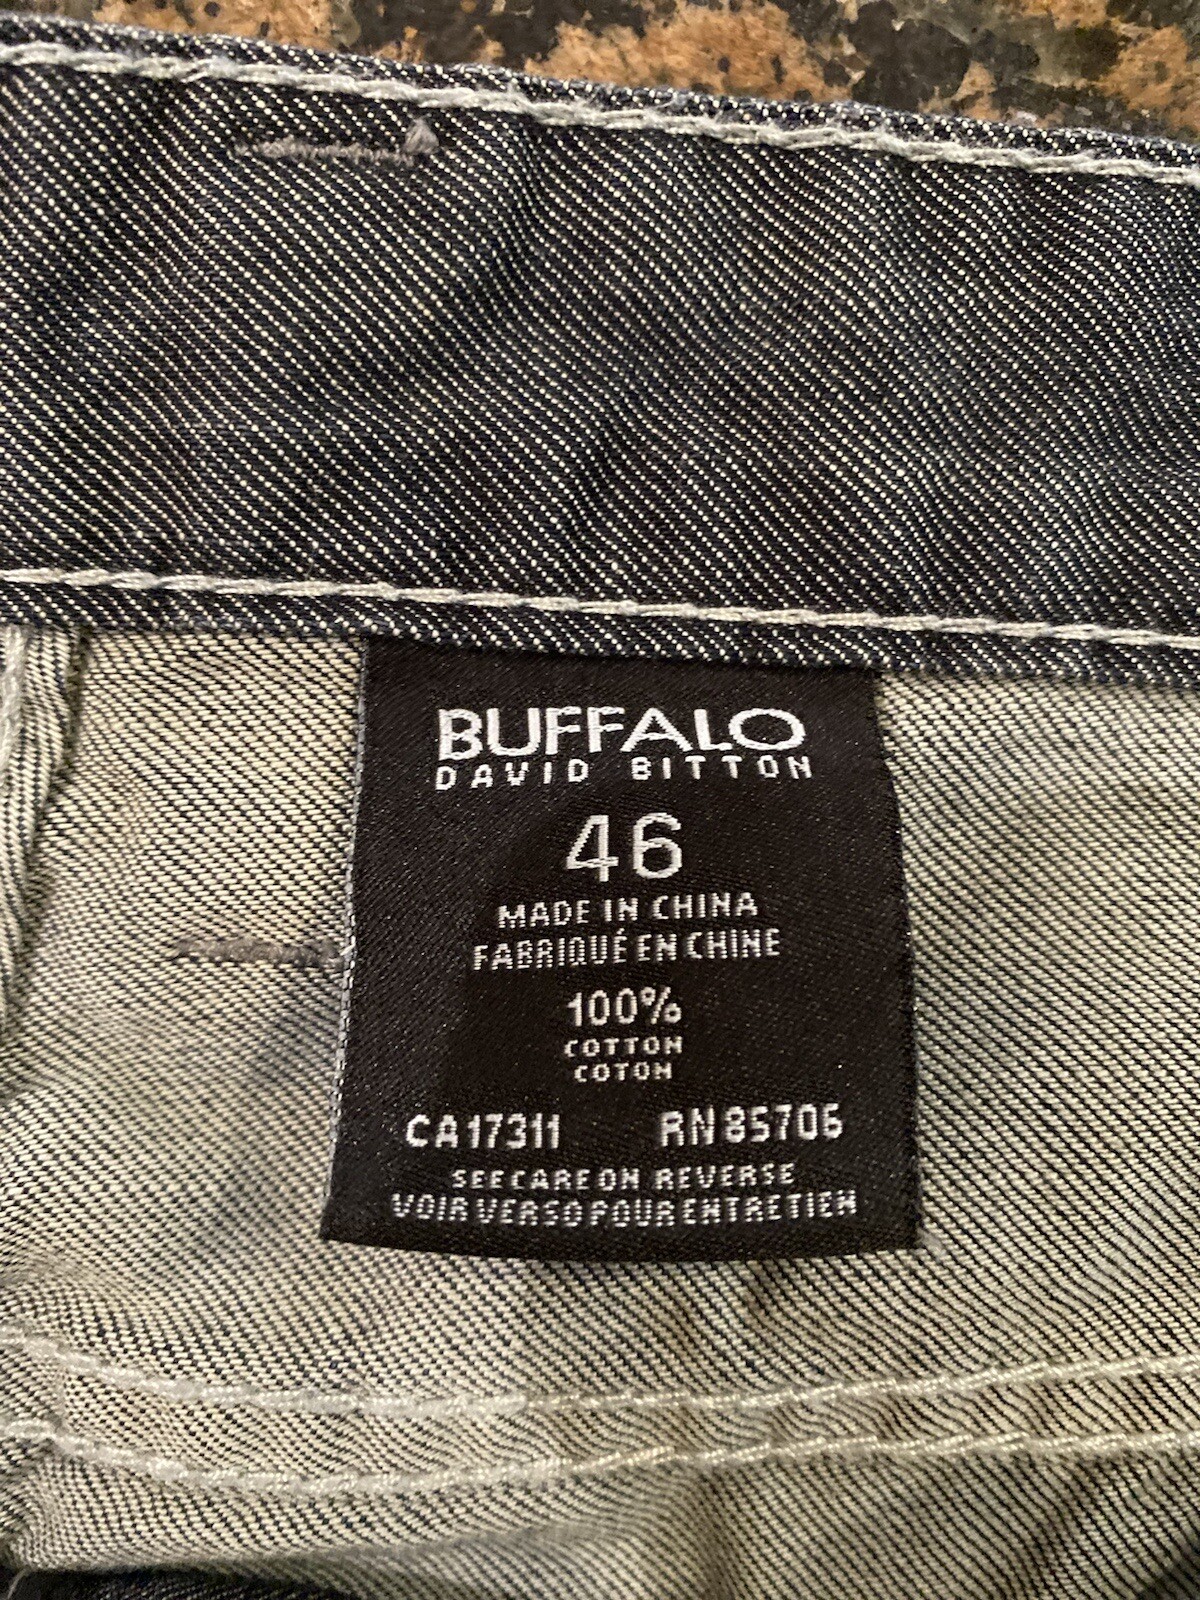 BUFFALO
DAVID BITTON
46
MADE IN CHINA
FABRIQUÉ EN CHINE
100%
COTTON
COTON
CA17311 RN85706
SEE CARE ON REVERSE
VOIR VERSO POUR ENTRETIEN